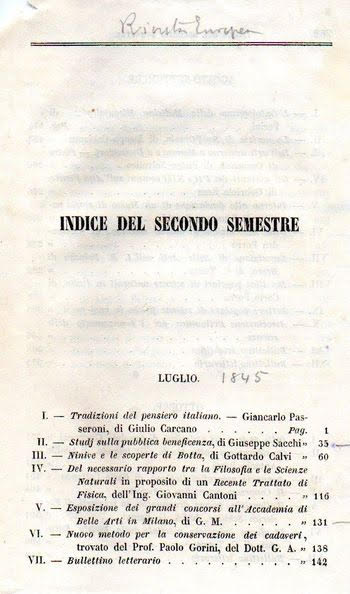 Rivista Europea
INDICE DEL SECONDO SEMESTRE
LUGLIO. 1845
I. — Tradizioni del pensiero italiano. — Giancarlo Pas-
seroni, di Giulio Carcano . . . . . . Pag. 1
II. — Studj sulla pubblica beneficenza, di Giuseppe Sacchi » 35
III. — Ninive e le scoperte di Botta, di Gottardo Calvi » 60
IV. — Del necessario rapporto tra la Filosofia e le Scienze
Naturali in proposito di un Recente Trattato di
Fisica, dell'Ing. Giovanni Cantoni . . . . » 116
V. — Esposizione dei grandi concorsi all'Accademia di
Belle Arti in Milano, di G. M. . . . . » 131
VI. — Nuovo metodo per la conservazione dei cadaveri,
trovato del Prof. Paolo Gorini, del Dott. G. A. » 138
VII. — Bullettino letterario . . . . . . . . » 142